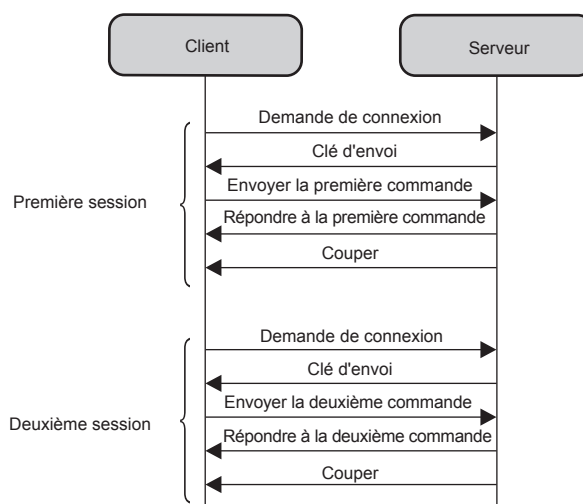 Client
Serveur
Demande de connexion
Clé d'envoi
Envoyer la première commande
Première session
Répondre à la première commande
Couper
Demande de connexion
Clé d'envoi
Envoyer la deuxième commande
Deuxième session
Répondre à la deuxième commande
Couper